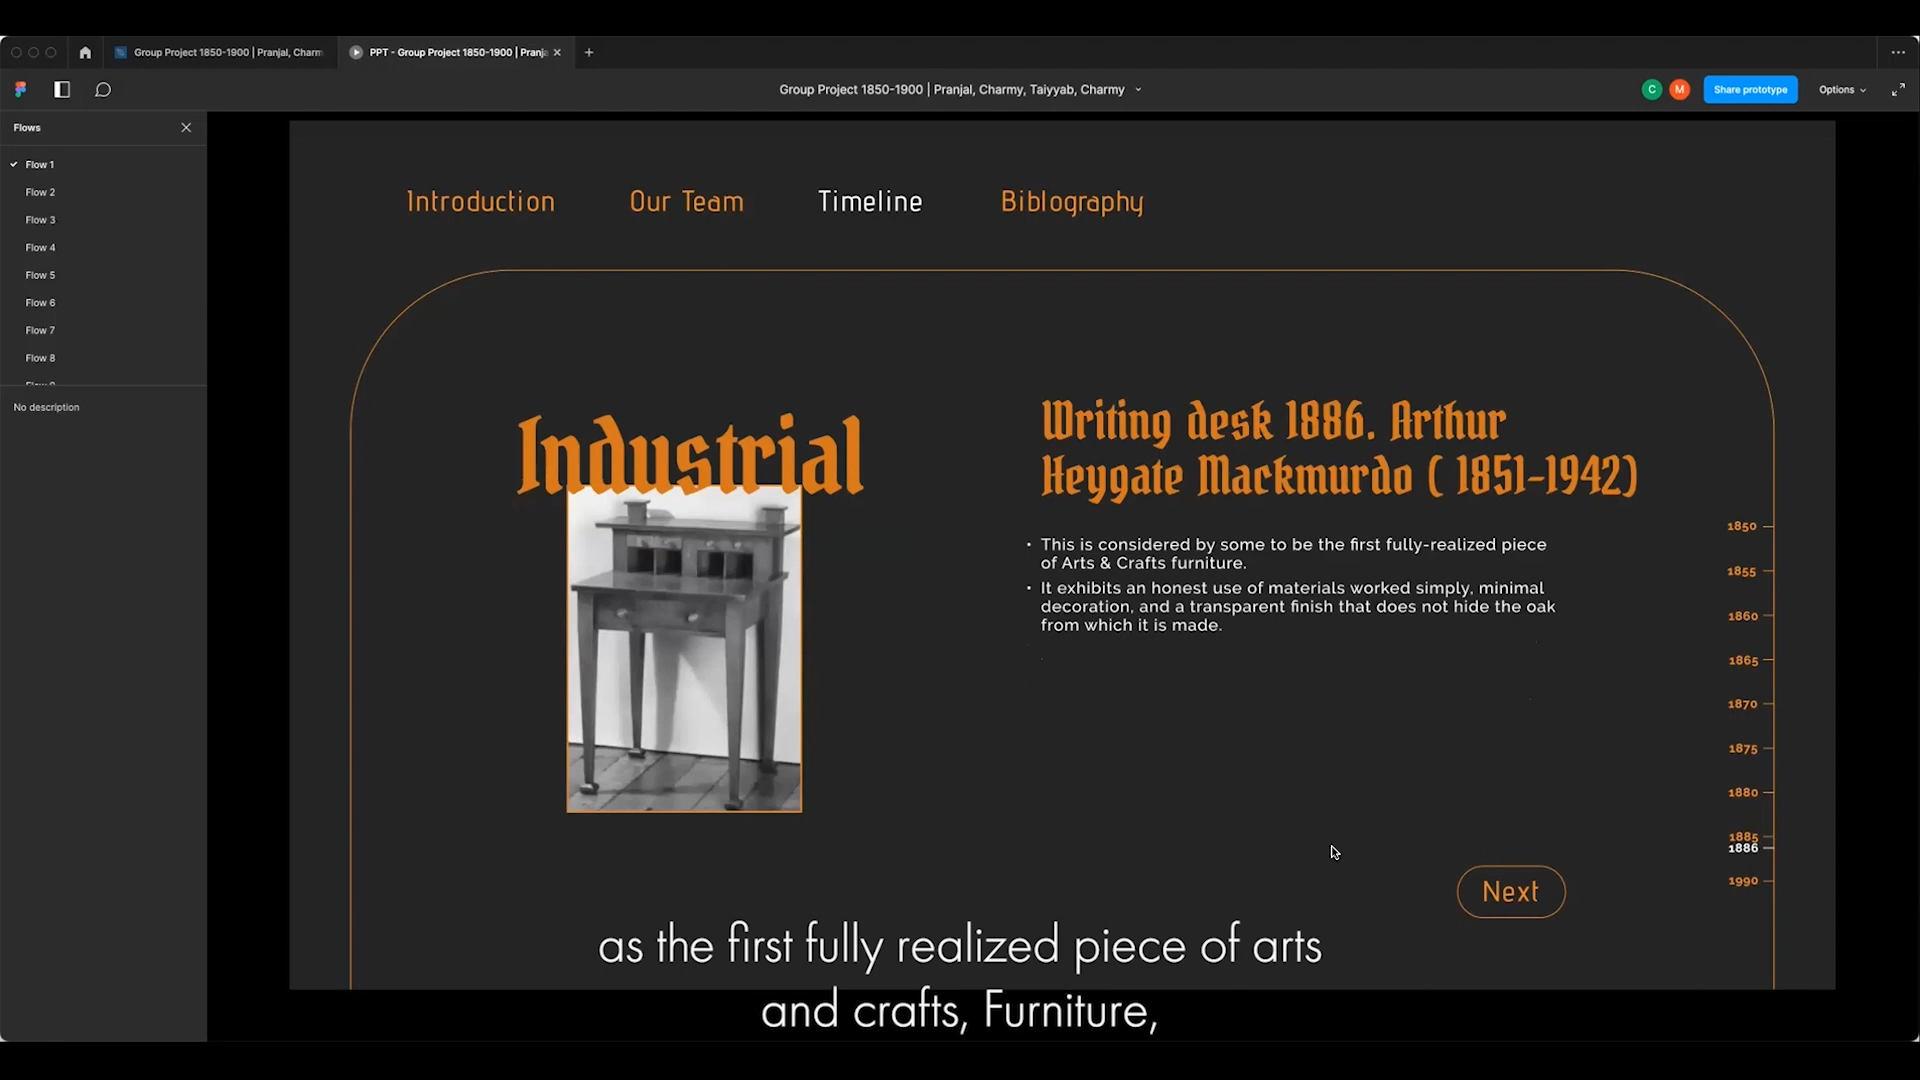 Group Project 1850-1900 | Pranjal, Charm
PPT - Group Project 1850-1900 | Pranja
Group Project 1850-1900 | Pranjal, Charmy, Taiyyab, Charmy
C
M
Share prototype
Options
Flows
Flow 1
Flow 2
Flow 3
Flow 4
Flow 5
Flow 6
Flow 7
Flow 8
No description
Introduction
Our Team
Timeline
Biblography
Industrial
Writing desk 1886. Arthur
Heygate Mackmurdo ( 1851-1942)
• This is considered by some to be the first fully-realized piece
of Arts & Crafts furniture.
• It exhibits an honest use of materials worked simply, minimal
decoration, and a transparent finish that does not hide the oak
from which it is made.
1850
1855
1860
1865
1870
1875
1880
1885
1886
1990
Next
as the first fully realized piece of arts
and crafts, Furniture,